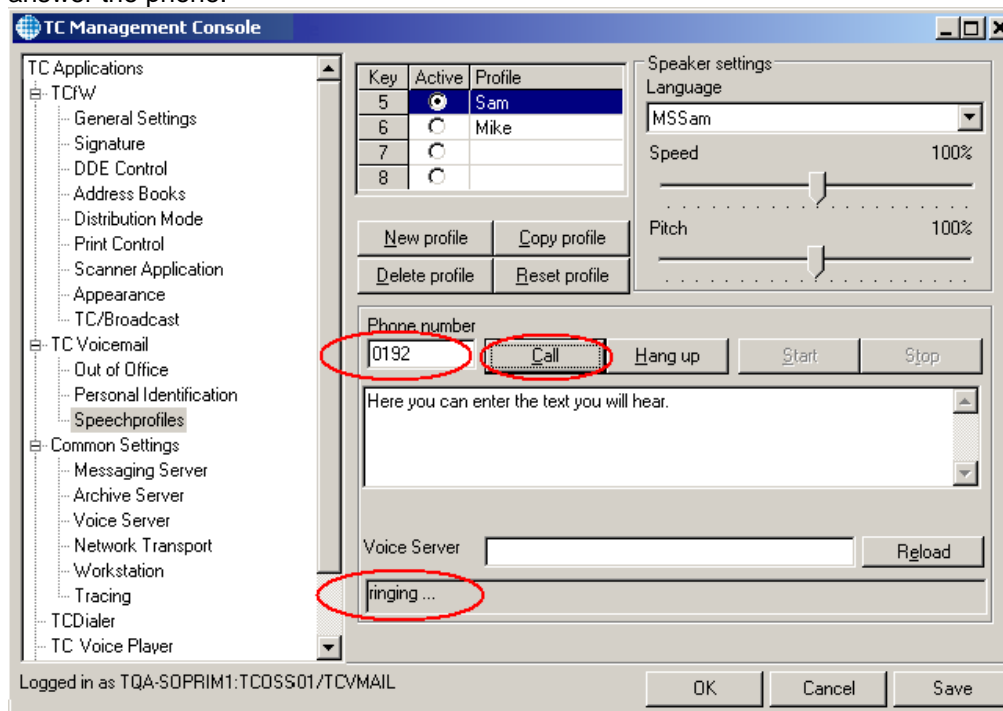 answer the phone.
TC Management Console
TC Applications
TCfW
General Settings
Signature
DDE Control
Address Books
Distribution Mode
Print Control
Scanner Application
Appearance
TC/Broadcast
TC Voicemail
Out of Office
Personal Identification
Speechprofiles
Common Settings
Messaging Server
Archive Server
Voice Server
Network Transport
Workstation
Tracing
TCDialer
TC Voice Player
Key Active Profile
5 Sam
6 Mike
7
8
New profile Copy profile
Delete profile Reset profile
Speaker settings
Language
MSSam
Speed 100%
Pitch 100%
Phone number
0192 Call Hang up Start Stop
Here you can enter the text you will hear.
Voice Server Reload
ringing ...
Logged in as TQA-SOPRIM1:TCOSS01/TCVMAIL
OK Cancel Save